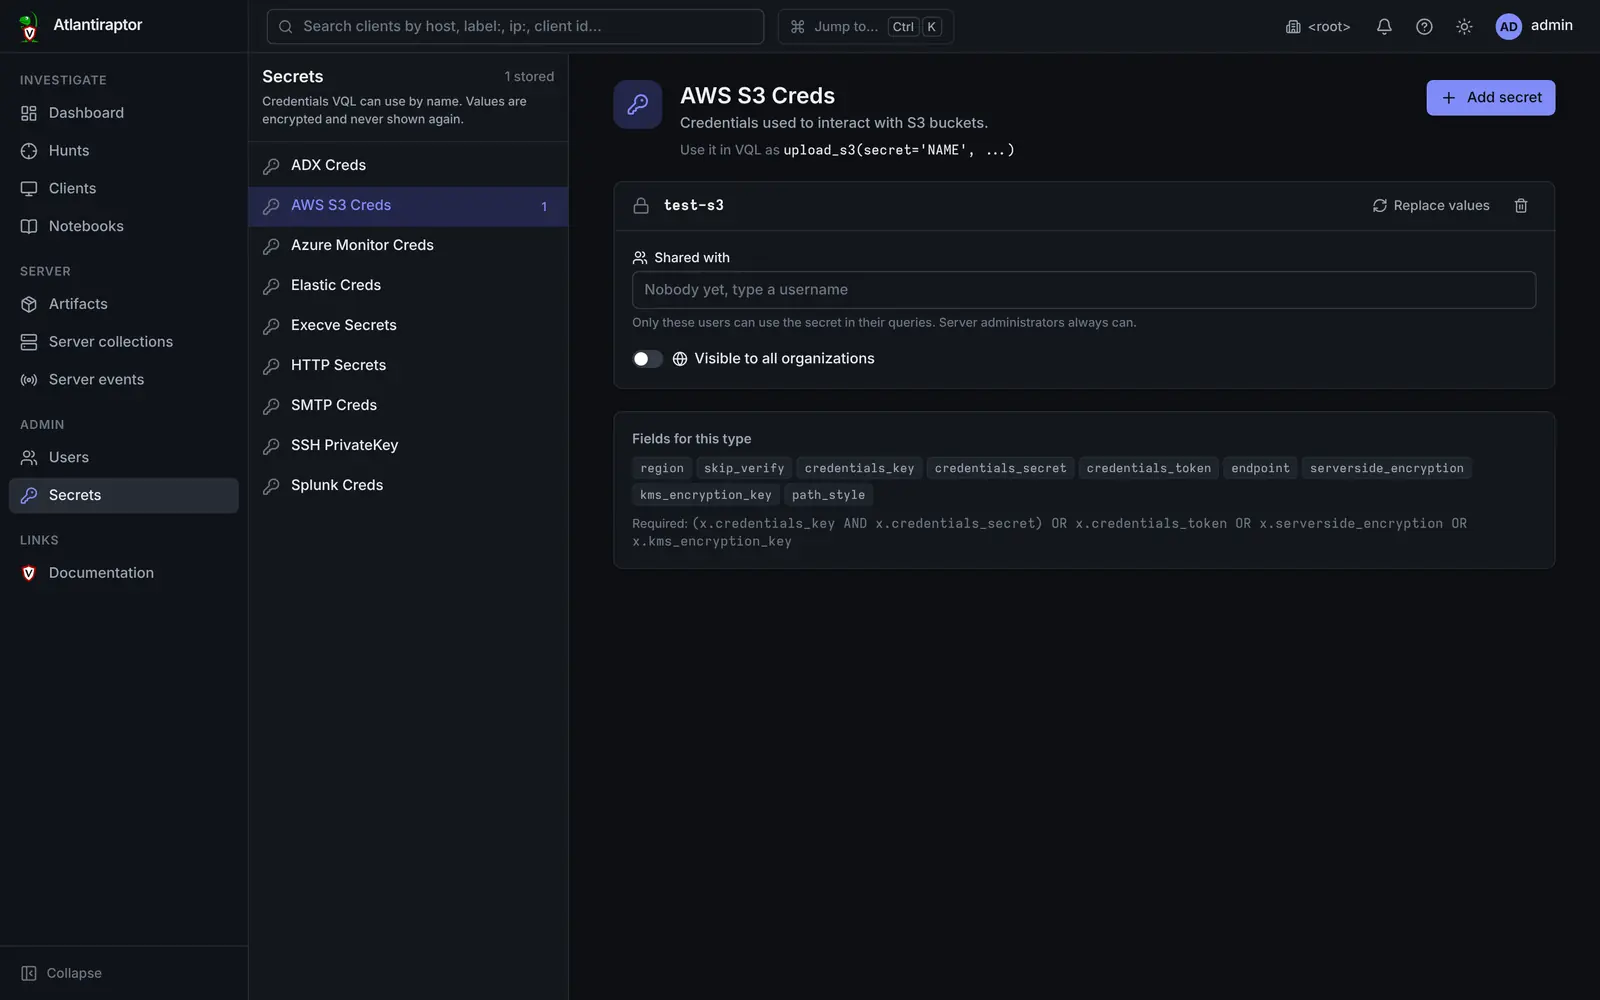 Atlantiraptor
Search clients by host, label:, ip:, client id...
Jump to... Ctrl K
<root>
AD admin
INVESTIGATE
Dashboard
Hunts
Clients
Notebooks
SERVER
Artifacts
Server collections
Server events
ADMIN
Users
Secrets
LINKS
Documentation
Collapse
Secrets 1 stored
Credentials VQL can use by name. Values are
encrypted and never shown again.
ADX Creds
AWS S3 Creds 1
Azure Monitor Creds
Elastic Creds
Execve Secrets
HTTP Secrets
SMTP Creds
SSH PrivateKey
Splunk Creds
AWS S3 Creds
Credentials used to interact with S3 buckets.
Use it in VQL as upload_s3(secret='NAME', ...)
+ Add secret
test-s3
Replace values
Shared with
Nobody yet, type a username
Only these users can use the secret in their queries. Server administrators always can.
Visible to all organizations
Fields for this type
region skip_verify credentials_key credentials_secret credentials_token endpoint serverside_encryption
kms_encryption_key path_style
Required: (x.credentials_key AND x.credentials_secret) OR x.credentials_token OR x.serverside_encryption OR
x.kms_encryption_key